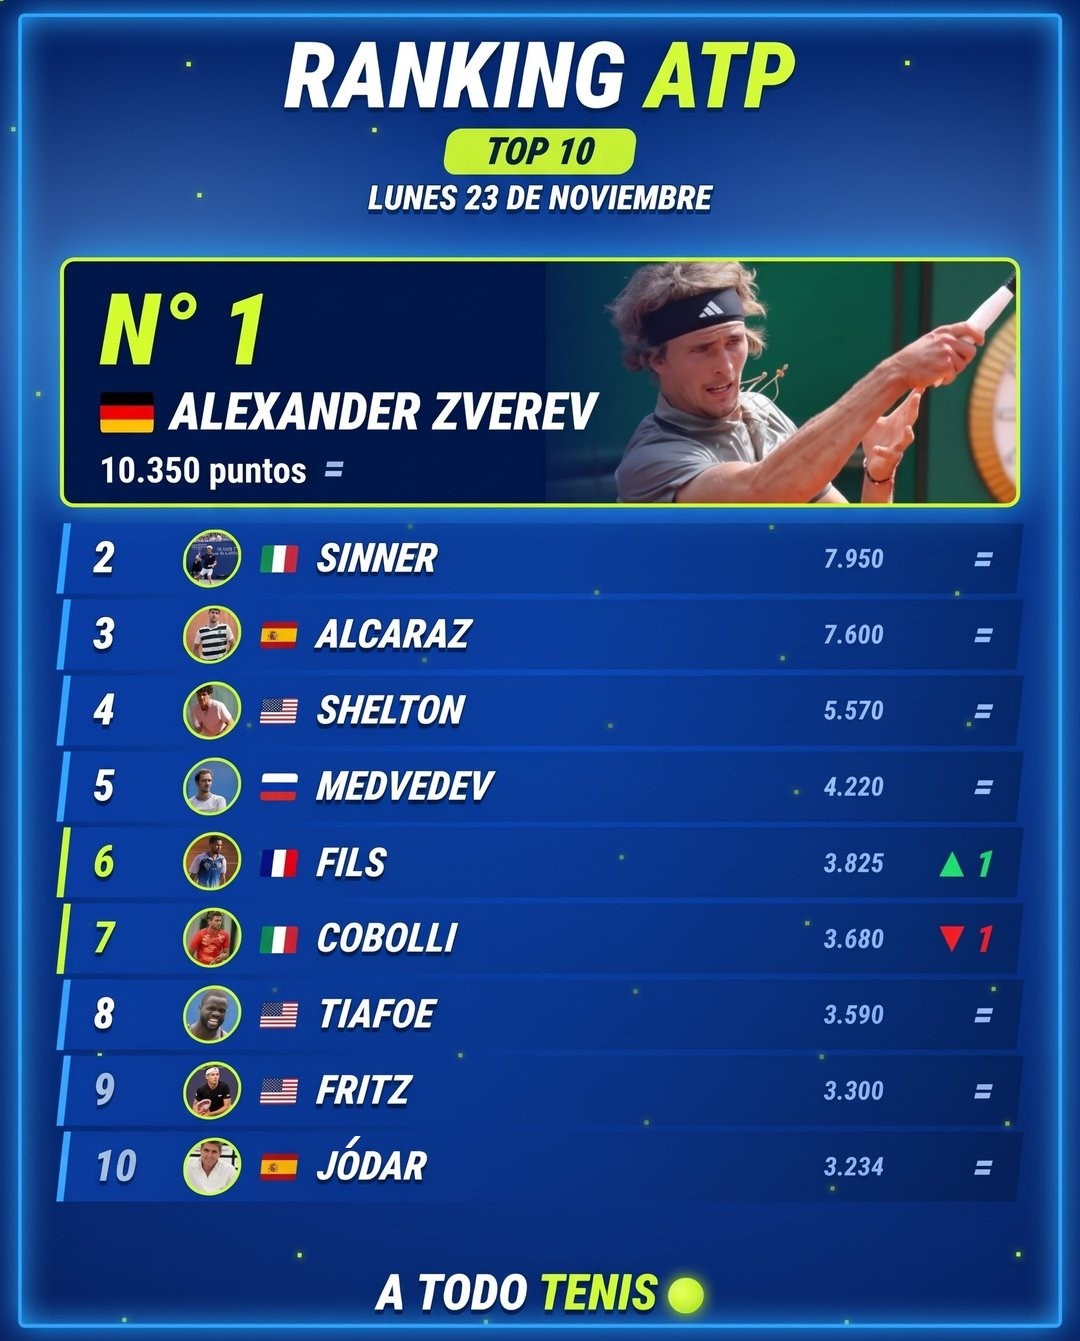 RANKING ATP
TOP 10
LUNES 23 DE NOVIEMBRE
N° 1
ALEXANDER ZVEREV
10.350 puntos =
2 SINNER 7.950 =
3 ALCARAZ 7.600 =
4 SHELTON 5.570 =
5 MEDVEDEV 4.220 =
6 FILS 3.825 ▲ 1
7 COBOLLI 3.680 ▼ 1
8 TIAFOE 3.590 =
9 FRITZ 3.300 =
10 JÓDAR 3.234 =
A TODO TENIS